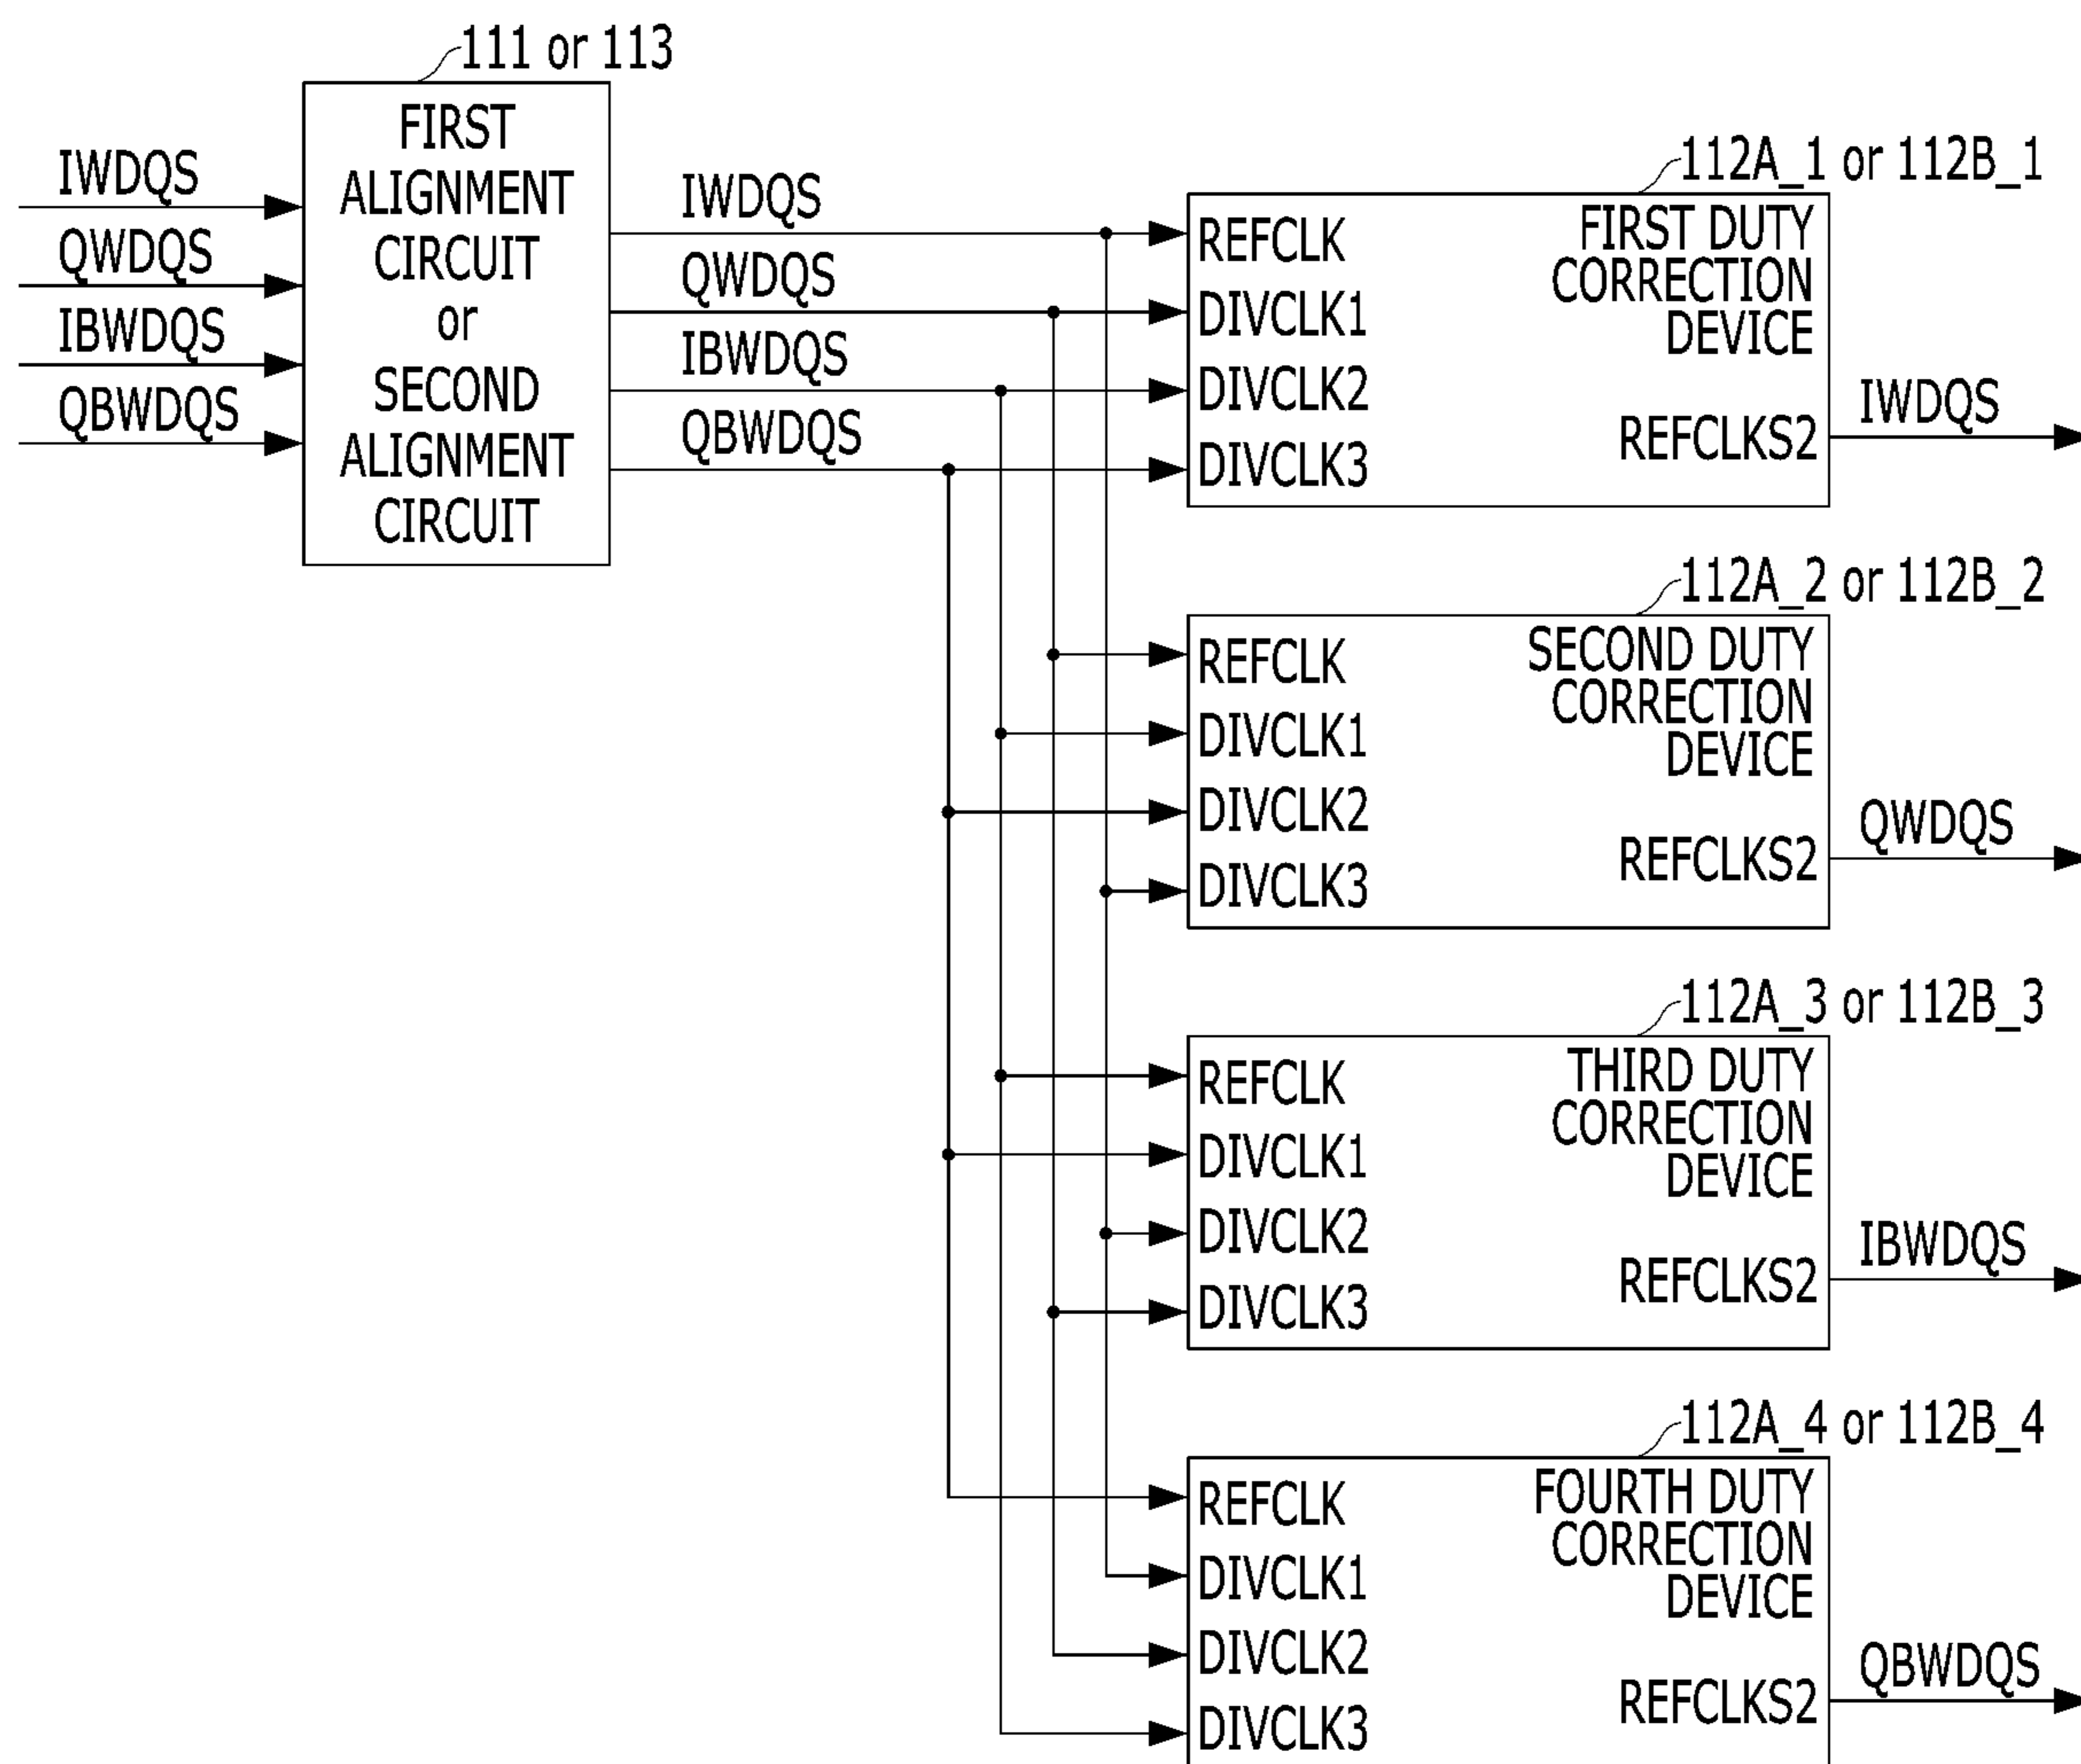 111 or 113
IWDQS
QWDQS
IBWDQS
QBWDQS
FIRST
ALIGNMENT
CIRCUIT
or
SECOND
ALIGNMENT
CIRCUIT
IWDQS
QWDQS
IBWDQS
QBWDQS
112A_1 or 112B_1
REFCLK
DIVCLK1
DIVCLK2
DIVCLK3
FIRST DUTY
CORRECTION
DEVICE
REFCLKS2
IWDQS
112A_2 or 112B_2
REFCLK
DIVCLK1
DIVCLK2
DIVCLK3
SECOND DUTY
CORRECTION
DEVICE
REFCLKS2
QWDQS
112A_3 or 112B_3
REFCLK
DIVCLK1
DIVCLK2
DIVCLK3
THIRD DUTY
CORRECTION
DEVICE
REFCLKS2
IBWDQS
112A_4 or 112B_4
REFCLK
DIVCLK1
DIVCLK2
DIVCLK3
FOURTH DUTY
CORRECTION
DEVICE
REFCLKS2
QBWDQS